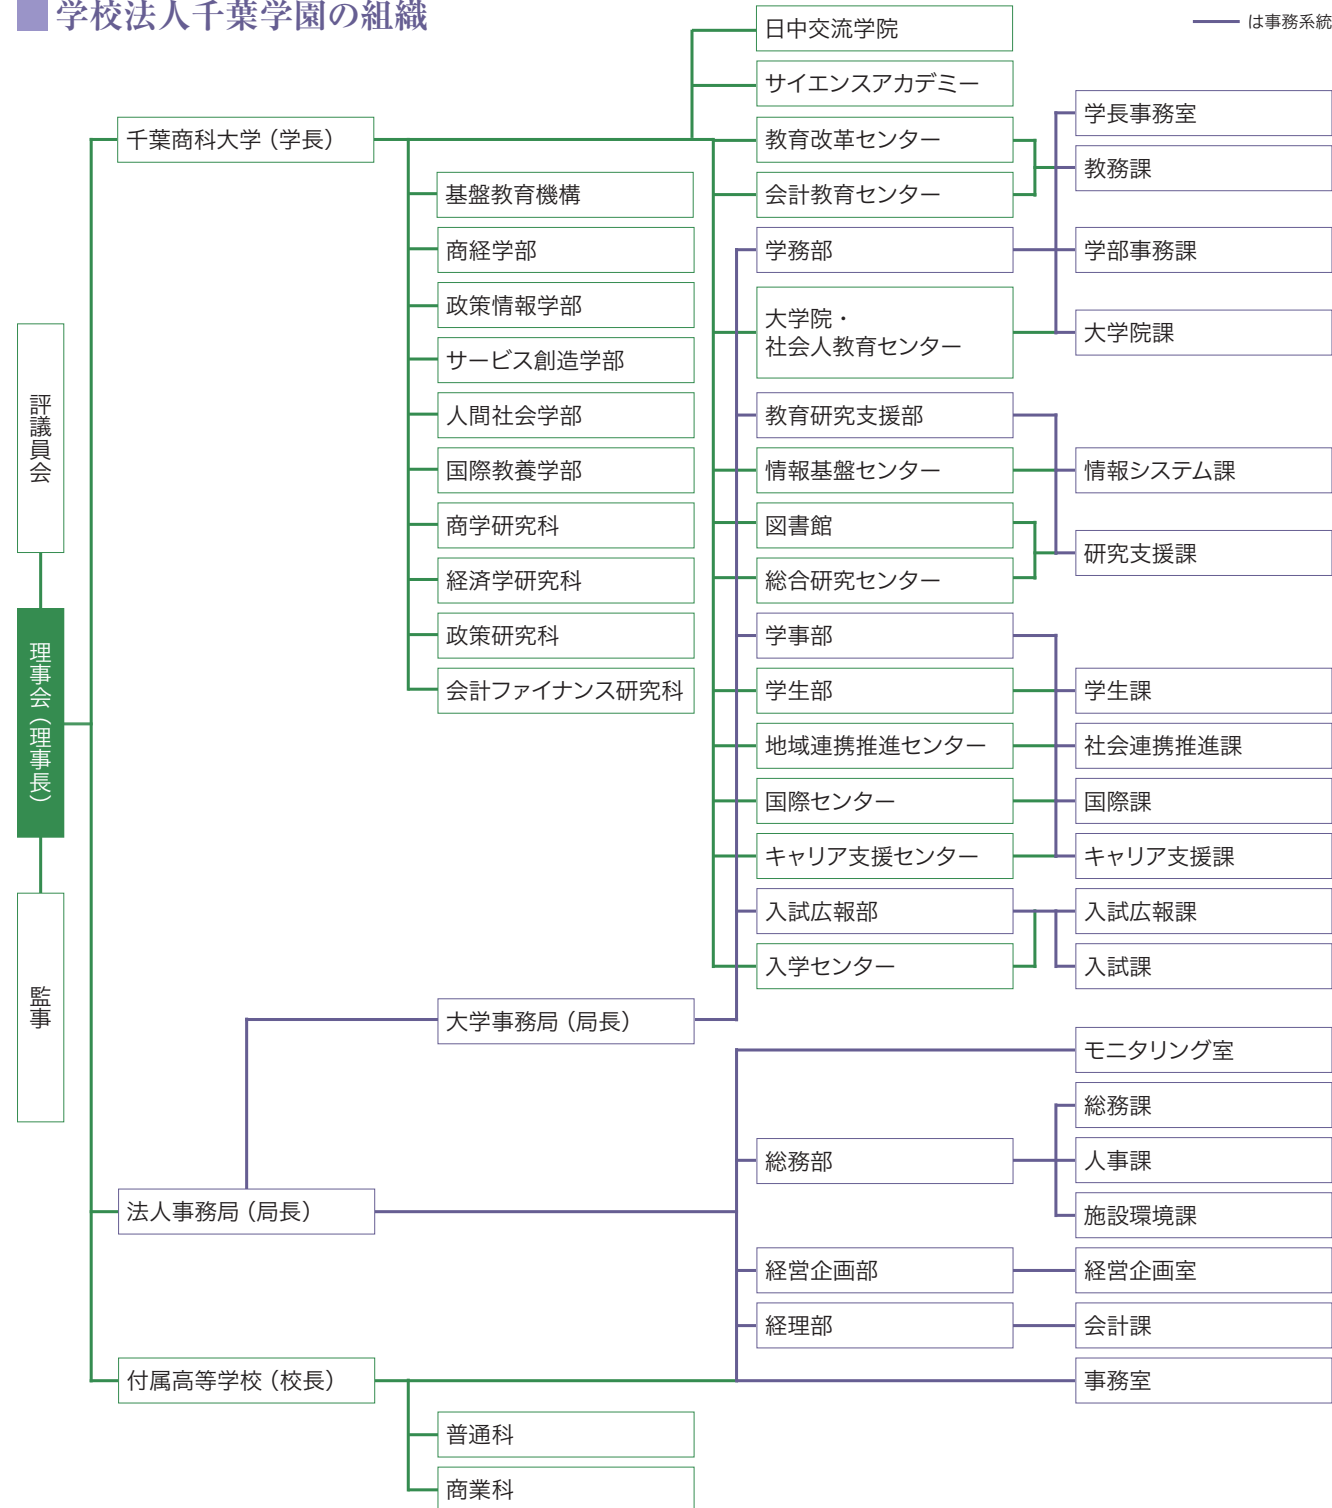 学校法人千葉学園の組織
は事務系統
評議員会
理事会（理事長）
監事
千葉商科大学（学長）
基盤教育機構
商経学部
政策情報学部
サービス創造学部
人間社会学部
国際教養学部
商学研究科
経済学研究科
政策研究科
会計ファイナンス研究科
日中交流学院
サイエンスアカデミー
教育改革センター
会計教育センター
学務部
大学院・
社会人教育センター
教育研究支援部
情報基盤センター
図書館
総合研究センター
学事部
学生部
地域連携推進センター
国際センター
キャリア支援センター
入試広報部
入学センター
学長事務室
教務課
学部事務課
大学院課
情報システム課
研究支援課
学生課
社会連携推進課
国際課
キャリア支援課
入試広報課
入試課
大学事務局（局長）
法人事務局（局長）
モニタリング室
総務部
総務課
人事課
施設環境課
経営企画部
経営企画室
経理部
会計課
付属高等学校（校長）
事務室
普通科
商業科